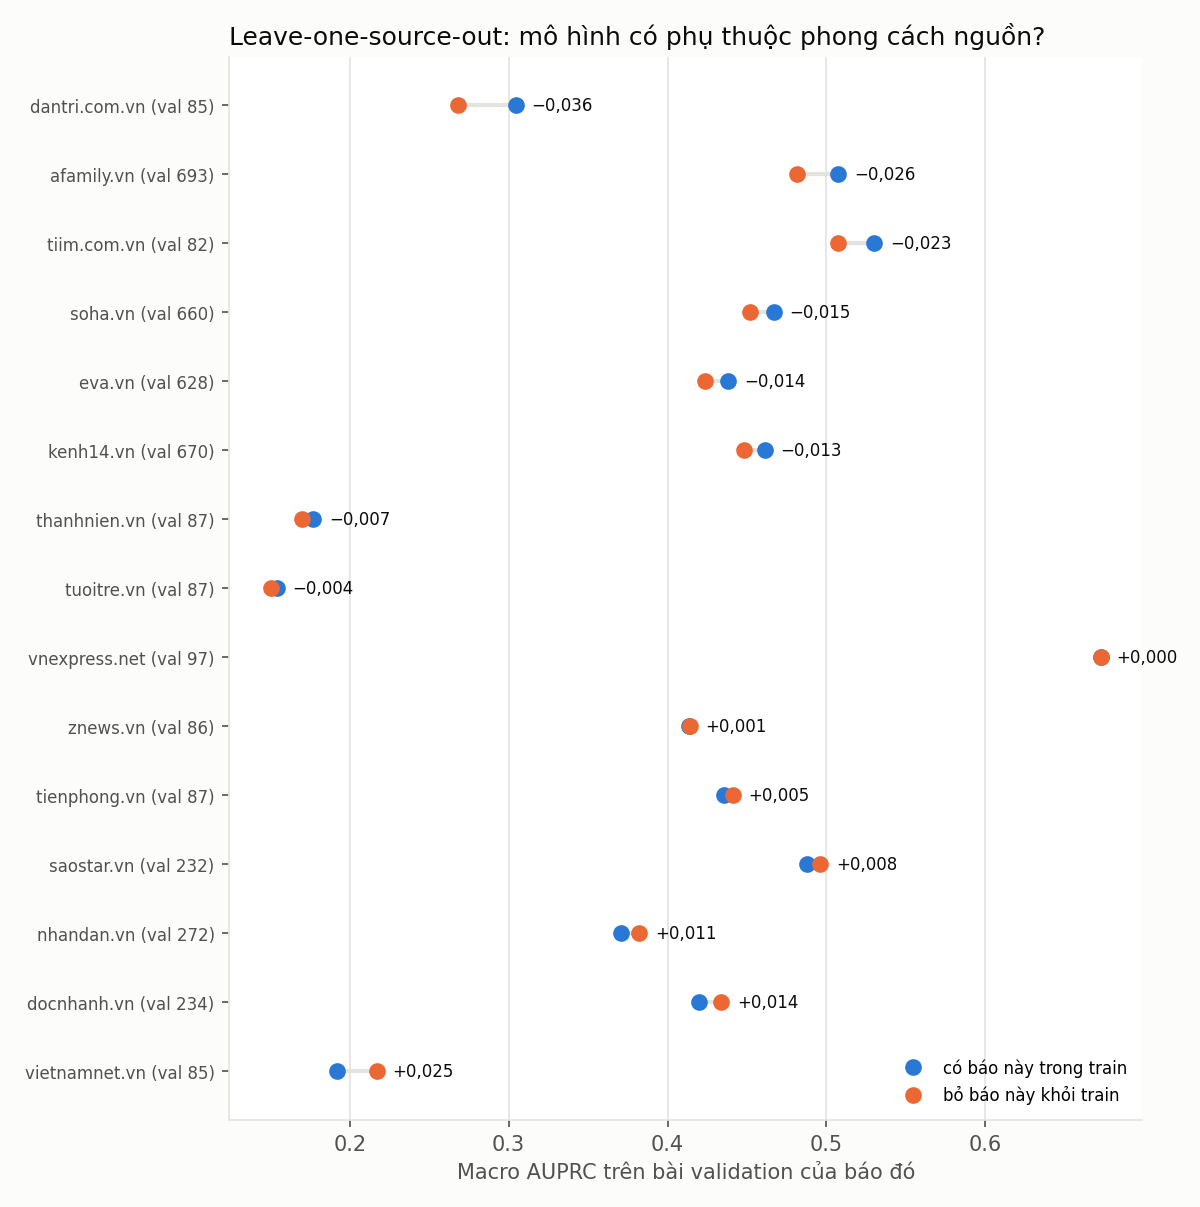 Leave-one-source-out: mô hình có phụ thuộc phong cách nguồn?
dantri.com.vn (val 85)
−0,036
afamily.vn (val 693)
−0,026
tiim.com.vn (val 82)
−0,023
soha.vn (val 660)
−0,015
eva.vn (val 628)
−0,014
kenh14.vn (val 670)
−0,013
thanhnien.vn (val 87)
−0,007
tuoitre.vn (val 87)
−0,004
vnexpress.net (val 97)
+0,000
znews.vn (val 86)
+0,001
tienphong.vn (val 87)
+0,005
saostar.vn (val 232)
+0,008
nhandan.vn (val 272)
+0,011
docnhanh.vn (val 234)
+0,014
vietnamnet.vn (val 85)
+0,025
có báo này trong train
bỏ báo này khỏi train
0.2 0.3 0.4 0.5 0.6
Macro AUPRC trên bài validation của báo đó